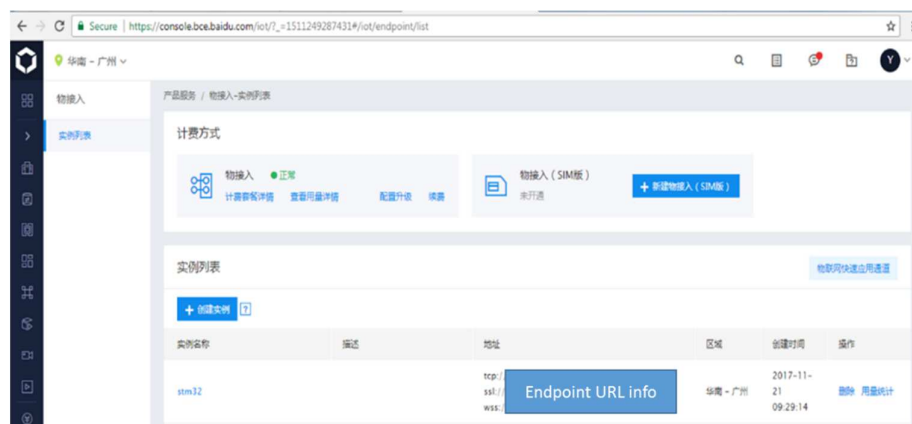 Secure | https://console.bce.baidu.com/iot/?_=1511249287431#/iot/endpoint/list
华南 - 广州
Y
物接入
产品服务 / 物接入-实例列表
实例列表
计费方式
物接入 ●正常
计费套餐详情 查看用量详情 配置升级 续费
物接入（SIM版）
未开通
+ 新建物接入（SIM版）
实例列表
物联网快速应用通道
+ 创建实例 ?
实例名称 描述 地址 区域 创建时间 操作
stm32
tcp:/
ssl:/
wss:/
Endpoint URL info
华南 - 广州
2017-11-
21
09:29:14
删除 用量统计